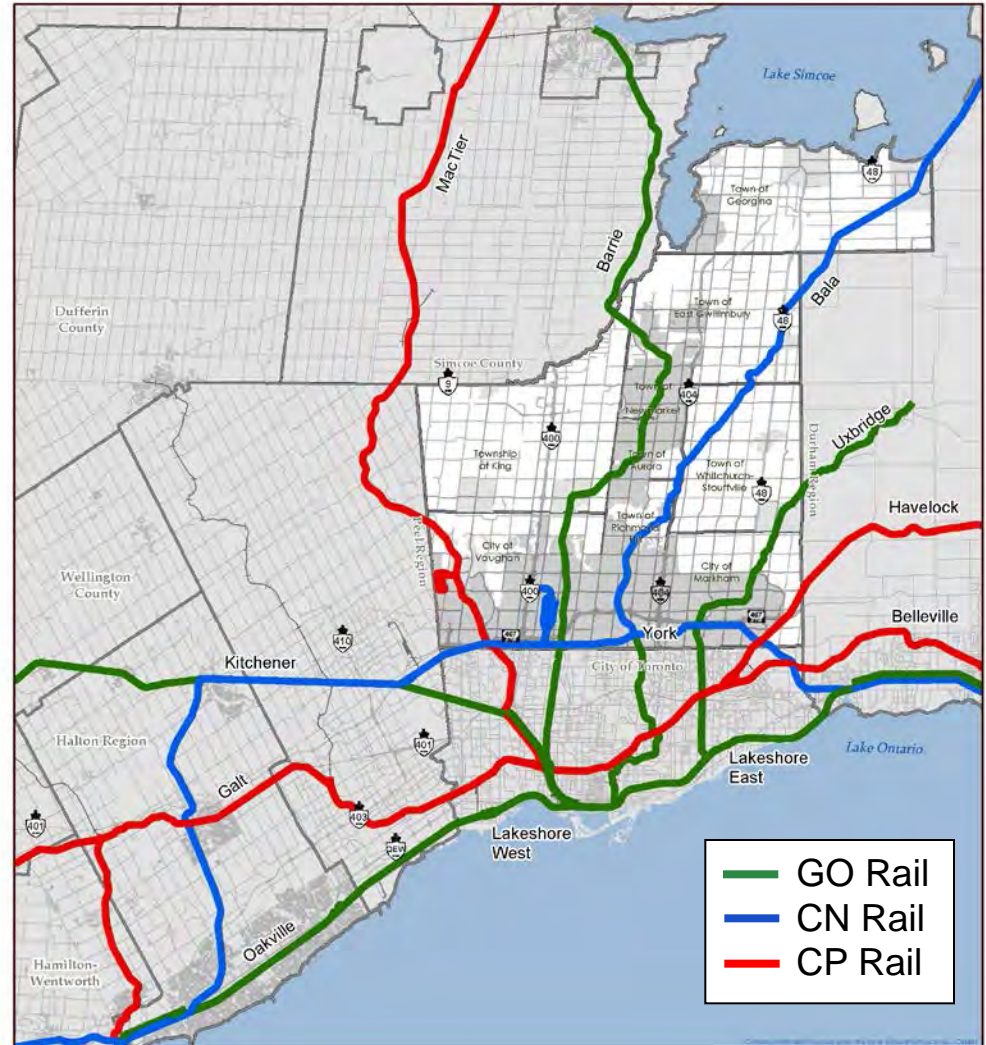 Lake Simcoe
48
Town of
Georgina
MacTier
Barrie
Bala
Dufferin
County
Town of
East Gwillimbury
48
Simcoe County
9
Town of
Newmarket
404
Uxbridge
400
Township
of King
Town of
Aurora
Town of
Whitchurch-
Stouffville
48
Durham Region
Havelock
Peel Region
City of
Vaughan
Town of
Richmond
City of
Markham
Wellington
County
400
404
407
Belleville
410
407
York
Kitchener
City of Toronto
Halton Region
401
Lake Ontario
Galt
Lakeshore
East
401
403
QEW
Lakeshore
West
Oakville
Hamilton-
Wentworth
GO Rail
CN Rail
CP Rail